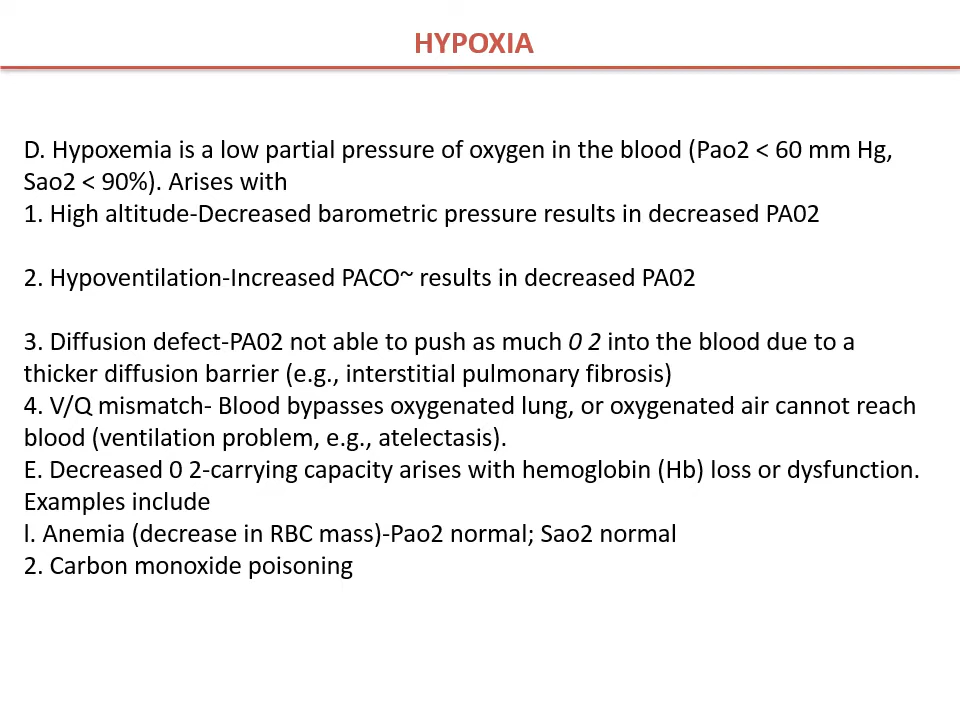 HYPOXIA
D. Hypoxemia is a low partial pressure of oxygen in the blood (Pao2 < 60 mm Hg,
Sao2 < 90%). Arises with
1. High altitude-Decreased barometric pressure results in decreased PA02
2. Hypoventilation-Increased PACO~ results in decreased PA02
3. Diffusion defect-PA02 not able to push as much 0 2 into the blood due to a
thicker diffusion barrier (e.g., interstitial pulmonary fibrosis)
4. V/Q mismatch- Blood bypasses oxygenated lung, or oxygenated air cannot reach
blood (ventilation problem, e.g., atelectasis).
E. Decreased 0 2-carrying capacity arises with hemoglobin (Hb) loss or dysfunction.
Examples include
l. Anemia (decrease in RBC mass)-Pao2 normal; Sao2 normal
2. Carbon monoxide poisoning